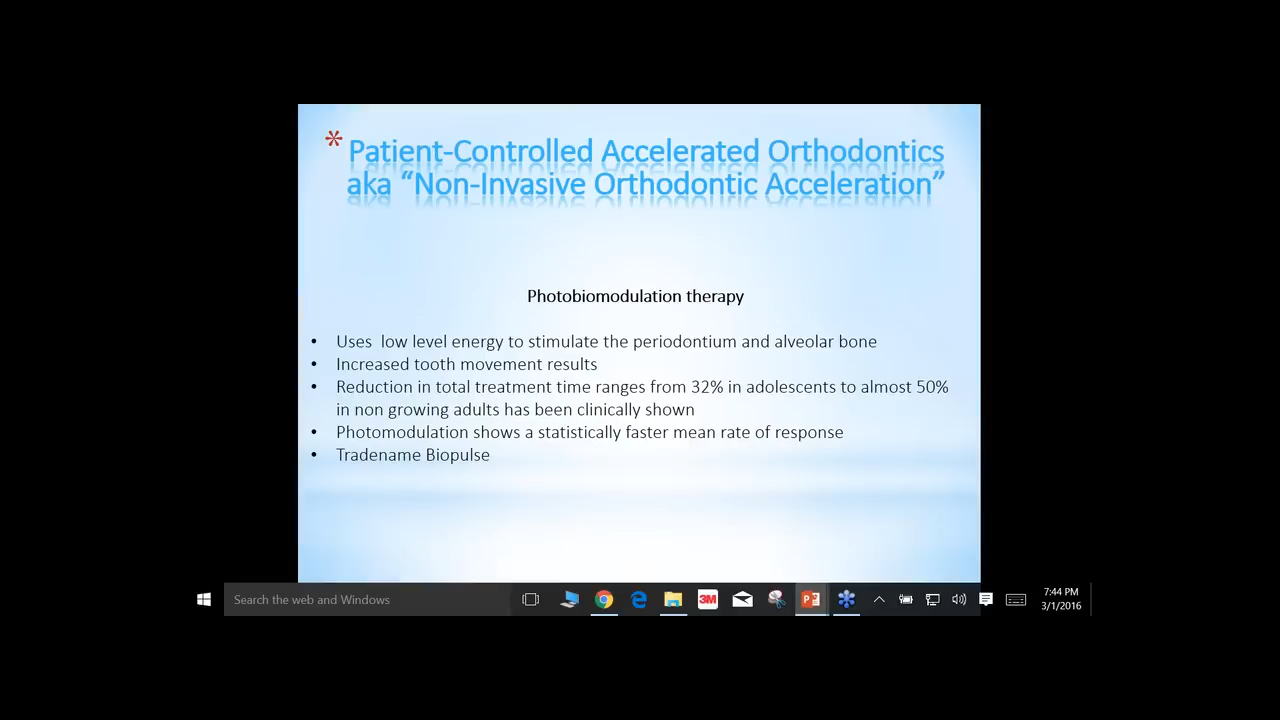 * Patient-Controlled Accelerated Orthodontics
aka “Non-Invasive Orthodontic Acceleration”
Photobiomodulation therapy
• Uses low level energy to stimulate the periodontium and alveolar bone
• Increased tooth movement results
• Reduction in total treatment time ranges from 32% in adolescents to almost 50%
in non growing adults has been clinically shown
• Photomodulation shows a statistically faster mean rate of response
• Tradename Biopulse
Search the web and Windows
3M
7:44 PM
3/1/2016